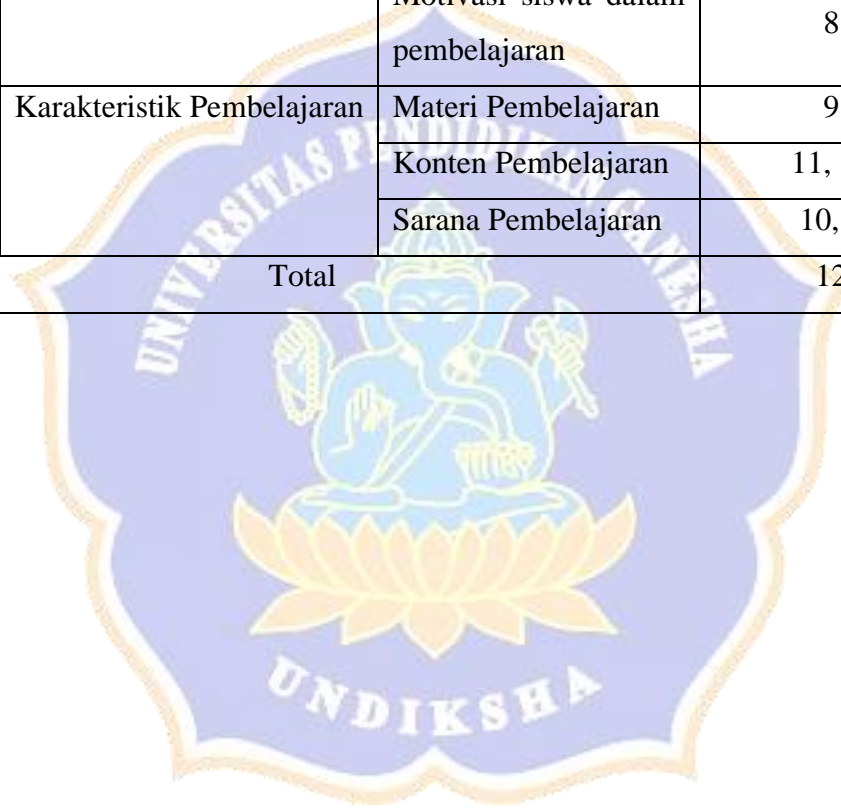 Motivasi siswa dalam
pembelajaran
8
Karakteristik Pembelajaran
Materi Pembelajaran
9
Konten Pembelajaran
11,
Sarana Pembelajaran
10,
Total
12
UNIVERSITAS PENDIDIKAN GANESHA
UNDIKSHA